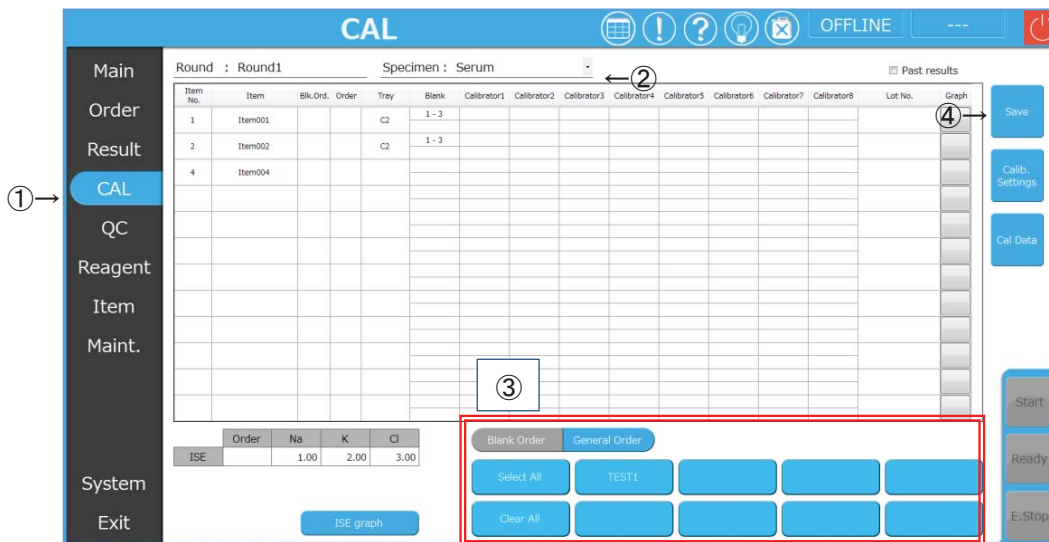 CAL
OFFLINE
---
Main
Order
Result
CAL
QC
Reagent
Item
Maint.
System
Exit
①→
Round : Round1
Specimen : Serum
←②
Past results
Item No. Item Blk.Ord. Order Tray Blank Calibrator1 Calibrator2 Calibrator3 Calibrator4 Calibrator5 Calibrator6 Calibrator7 Calibrator8 Lot No. Graph
1 Item001 C2 1 - 3
2 Item002 C2 1 - 3
4 Item004
④→
Save
Calib. Settings
Cal Data
③
Order Na K Cl
ISE 1.00 2.00 3.00
ISE graph
Blank Order General Order
Select All TEST1
Clear All
Start
Ready
E.Stop